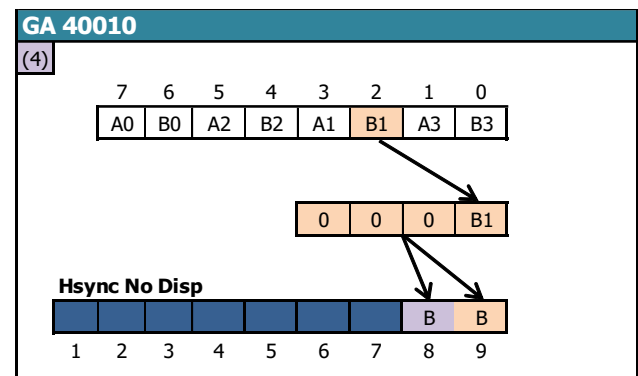 GA 40010
(4)
7 6 5 4 3 2 1 0
A0 B0 A2 B2 A1 B1 A3 B3
0 0 0 B1
Hsync No Disp
B B
1 2 3 4 5 6 7 8 9